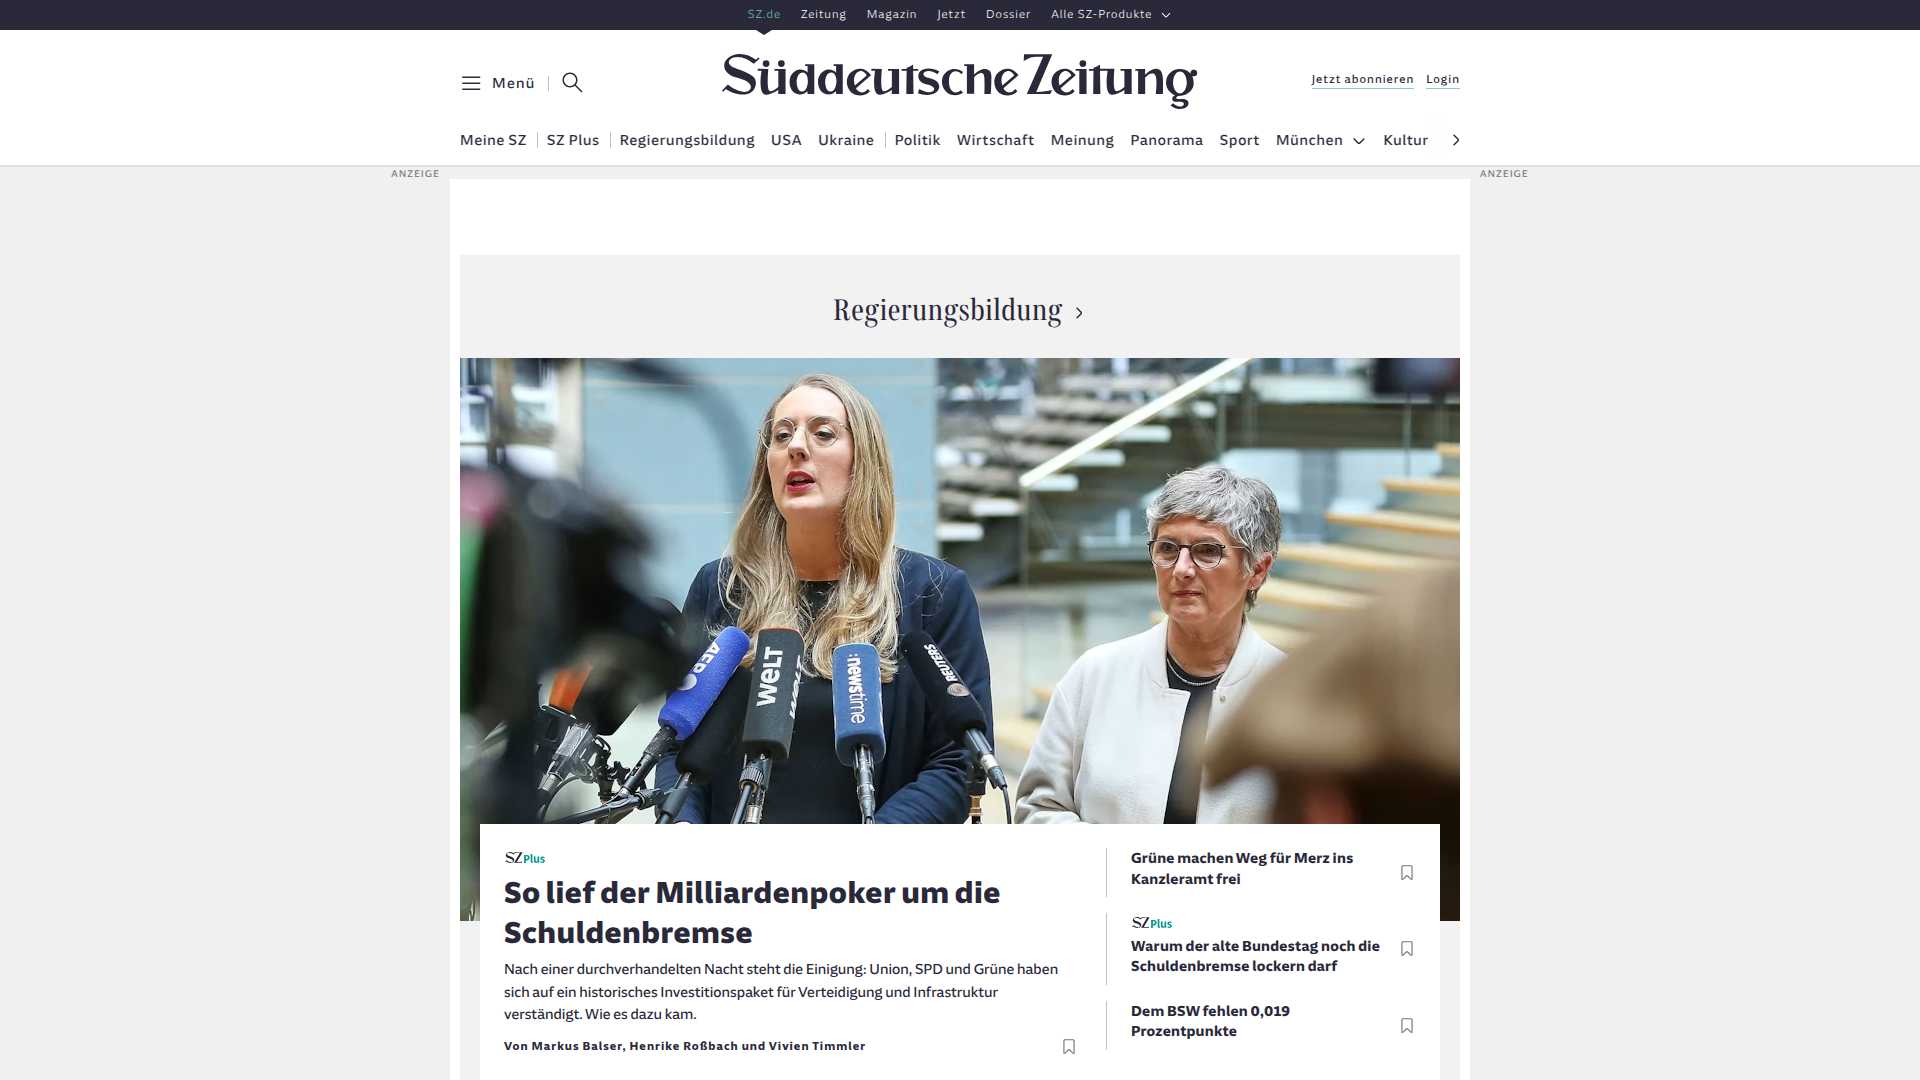 SZ.de Zeitung Magazin Jetzt Dossier Alle SZ-Produkte
Menü
Süddeutsche Zeitung
Jetzt abonnieren Login
Meine SZ SZ Plus Regierungsbildung USA Ukraine Politik Wirtschaft Meinung Panorama Sport München Kultur
ANZEIGE
ANZEIGE
Regierungsbildung
AFP
WELT
WELT
:newstime
REUTERS
SZ Plus
So lief der Milliardenpoker um die
Schuldenbremse
Nach einer durchverhandelten Nacht steht die Einigung: Union, SPD und Grüne haben
sich auf ein historisches Investitionspaket für Verteidigung und Infrastruktur
verständigt. Wie es dazu kam.
Von Markus Balser, Henrike Roßbach und Vivien Timmler
Grüne machen Weg für Merz ins
Kanzleramt frei
SZ Plus
Warum der alte Bundestag noch die
Schuldenbremse lockern darf
Dem BSW fehlen 0,019
Prozentpunkte